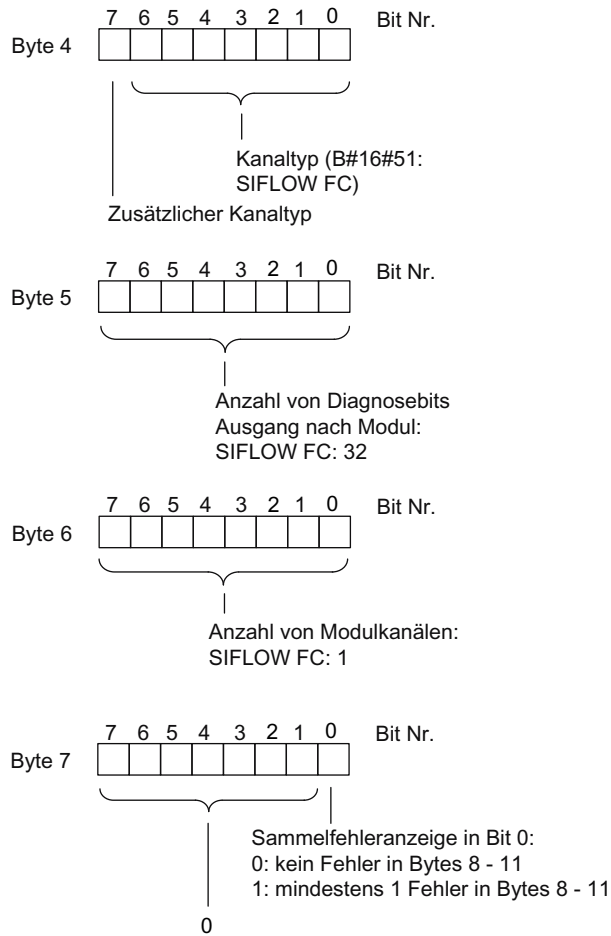 7 6 5 4 3 2 1 0 Bit Nr.
Byte 4
Kanaltyp (B#16#51:
SIFLOW FC)
Zusätzlicher Kanaltyp
7 6 5 4 3 2 1 0 Bit Nr.
Byte 5
Anzahl von Diagnosebits
Ausgang nach Modul:
SIFLOW FC: 32
7 6 5 4 3 2 1 0 Bit Nr.
Byte 6
Anzahl von Modulkanälen:
SIFLOW FC: 1
7 6 5 4 3 2 1 0 Bit Nr.
Byte 7
Sammelfehleranzeige in Bit 0:
0: kein Fehler in Bytes 8 - 11
1: mindestens 1 Fehler in Bytes 8 - 11
0